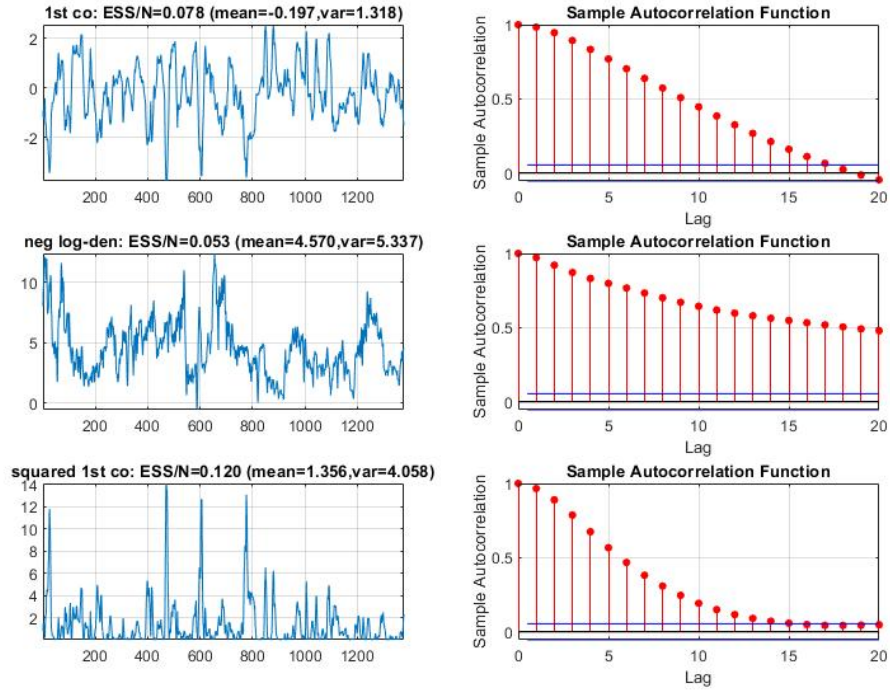 1st co: ESS/N=0.078 (mean=-0.197,var=1.318)
2
0
-2
200 400 600 800 1000 1200
Sample Autocorrelation Function
Sample Autocorrelation
1
0.5
0
0 5 10 15 20
Lag
neg log-den: ESS/N=0.053 (mean=4.570,var=5.337)
10
5
0
200 400 600 800 1000 1200
Sample Autocorrelation Function
Sample Autocorrelation
1
0.5
0
0 5 10 15 20
Lag
squared 1st co: ESS/N=0.120 (mean=1.356,var=4.058)
14
12
10
8
6
4
2
200 400 600 800 1000 1200
Sample Autocorrelation Function
Sample Autocorrelation
1
0.5
0
0 5 10 15 20
Lag